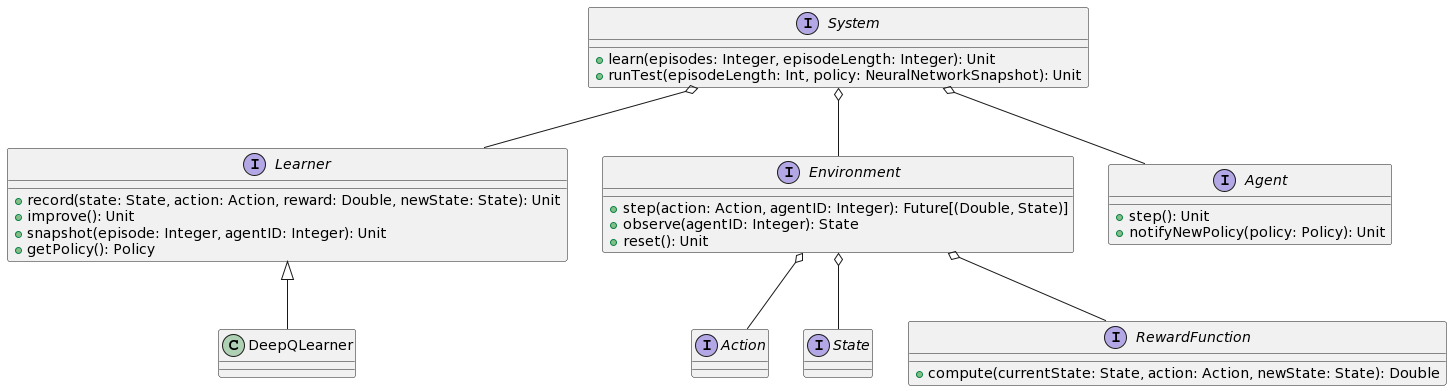 I System
learn(episodes: Integer, episodeLength: Integer): Unit
runTest(episodeLength: Int, policy: NeuralNetworkSnapshot): Unit
I Learner
record(state: State, action: Action, reward: Double, newState: State): Unit
improve(): Unit
snapshot(episode: Integer, agentID: Integer): Unit
getPolicy(): Policy
I Environment
step(action: Action, agentID: Integer): Future[(Double, State)]
observe(agentID: Integer): State
reset(): Unit
I Agent
step(): Unit
notifyNewPolicy(policy: Policy): Unit
C DeepQLearner
I Action
I State
I RewardFunction
compute(currentState: State, action: Action, newState: State): Double